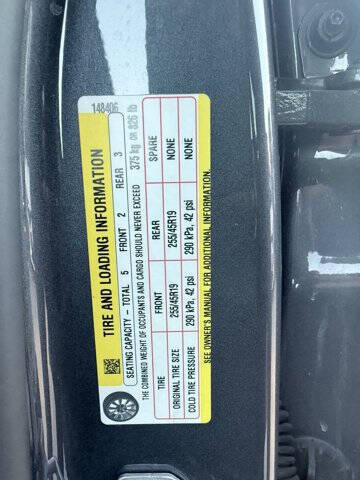 148406
TIRE AND LOADING INFORMATION
SEATING CAPACITY – TOTAL 5 FRONT 2 REAR 3
THE COMBINED WEIGHT OF OCCUPANTS AND CARGO SHOULD NEVER EXCEED 375 kg OR 826 lb
TIRE FRONT REAR SPARE
ORIGINAL TIRE SIZE 255/45R19 255/45R19 NONE
COLD TIRE PRESSURE 290 kPa, 42 psi 290 kPa, 42 psi NONE
SEE OWNER'S MANUAL FOR ADDITIONAL INFORMATION.